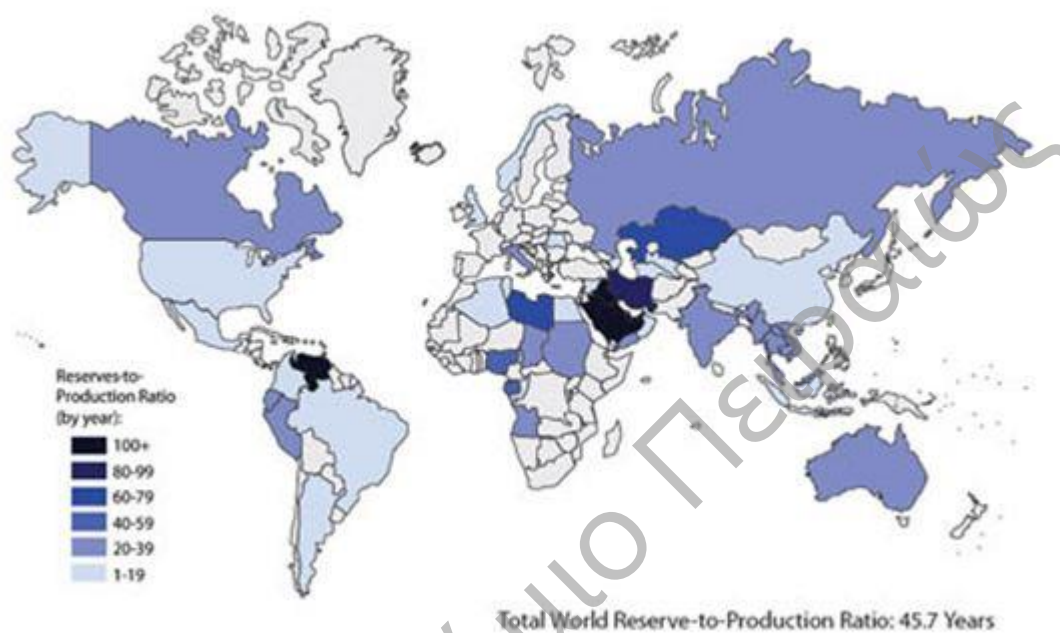 Reserves-to-
Production Ratio
(by year):
100+
80-99
60-79
40-59
20-39
1-19
Total World Reserve-to-Production Ratio: 45.7 Years